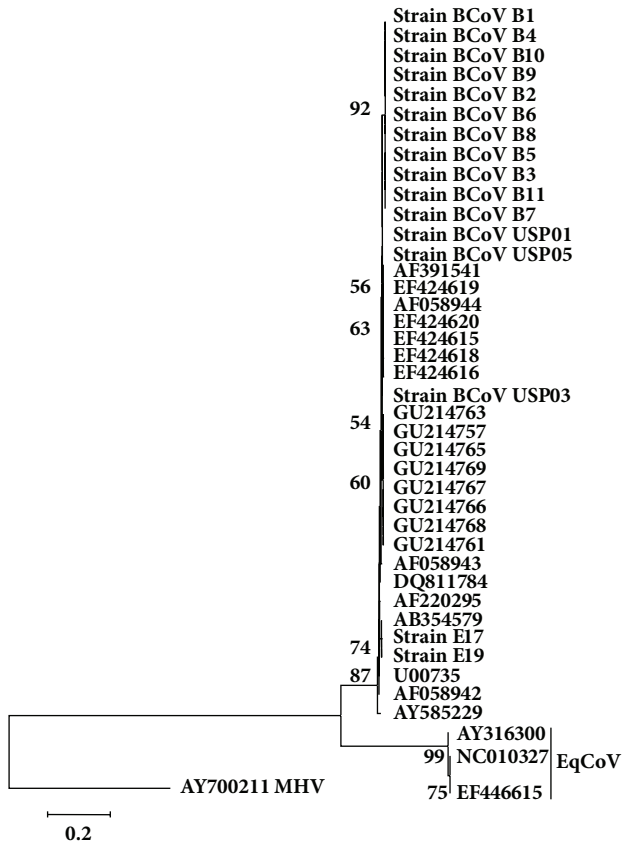 Strain BCoV B1
Strain BCoV B4
Strain BCoV B10
Strain BCoV B9
Strain BCoV B2
92
Strain BCoV B6
Strain BCoV B8
Strain BCoV B5
Strain BCoV B3
Strain BCoV B11
Strain BCoV B7
Strain BCoV USP01
Strain BCoV USP05
AF391541
56
EF424619
AF058944
63
EF424620
EF424615
EF424618
EF424616
Strain BCoV USP03
GU214763
54
GU214757
GU214765
GU214769
60
GU214767
GU214766
GU214768
GU214761
AF058943
DQ811784
AF220295
AB354579
Strain E17
74
Strain E19
87
U00735
AF058942
AY585229
AY316300
99
NC010327
EqCoV
75
EF446615
AY700211 MHV
0.2